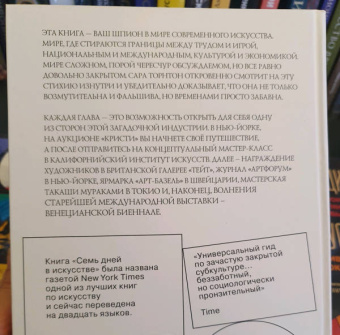 ЭТА КНИГА – ВАШ ШПИОН В МИРЕ СОВРЕМЕННОГО ИСКУССТВА.
МИРЕ, ГДЕ СТИРАЮТСЯ ГРАНИЦЫ МЕЖДУ ТРУДОМ И ИГРОЙ,
НАЦИОНАЛЬНЫМ И МЕЖДУНАРОДНЫМ, КУЛЬТУРОЙ И ЭКОНОМИКОЙ.
МИРЕ СЛОЖНОМ, ПОРОЙ ЧЕРЕСЧУР ОБСУЖДАЕМОМ, НО ВСЕ РАВНО
ДОВОЛЬНО ЗАКРЫТОМ. САРА ТОРНТОН ОТКРОВЕННО СМОТРИТ НА ЭТУ
СТИХИЮ ИЗНУТРИ И УБЕДИТЕЛЬНО ДОКАЗЫВАЕТ, ЧТО ОНА НЕ ТОЛЬКО
ВОЗМУТИТЕЛЬНА И ФАЛЬШИВА, НО ВРЕМЕНАМИ ПРОСТО ЗАБАВНА.
КАЖДАЯ ГЛАВА – ЭТО ВОЗМОЖНОСТЬ ОТКРЫТЬ ДЛЯ СЕБЯ ОДНУ
ИЗ СТОРОН ЭТОЙ ЗАГАДОЧНОЙ ИНДУСТРИИ. В НЬЮ-ЙОРКЕ,
НА АУКЦИОНЕ «КРИСТИ» ВЫ НАЧНЕТЕ СВОЕ ПУТЕШЕСТВИЕ,
А ПОСЛЕ ОТПРАВИТЕСЬ НА КОНЦЕПТУАЛЬНЫЙ МАСТЕР-КЛАСС
В КАЛИФОРНИЙСКИЙ ИНСТИТУТ ИСКУССТВ. ДАЛЕЕ – НАГРАЖДЕНИЕ
ХУДОЖНИКОВ В БРИТАНСКОЙ ГАЛЕРЕЕ «ТЕЙТ», ЖУРНАЛ «АРТФОРУМ»
В НЬЮ-ЙОРКЕ, ЯРМАРКА «АРТ-БАЗЕЛЬ» В ШВЕЙЦАРИИ, МАСТЕРСКАЯ
ТАКАШИ МУРАКАМИ В ТОКИО И, НАКОНЕЦ, ВОЛНЕНИЯ
СТАРЕЙШЕЙ МЕЖДУНАРОДНОЙ ВЫСТАВКИ –
ВЕНЕЦИАНСКОЙ БИЕННАЛЕ.
Книга «Семь дней
в искусстве» была названа
газетой New York Times
одной из лучших книг
по искусству
и сейчас переведена
на двадцать языков.
«Универсальный гид
по зачастую закрытой
субкультуре...
беззаботный,
но социологически
пронзительный»
Time